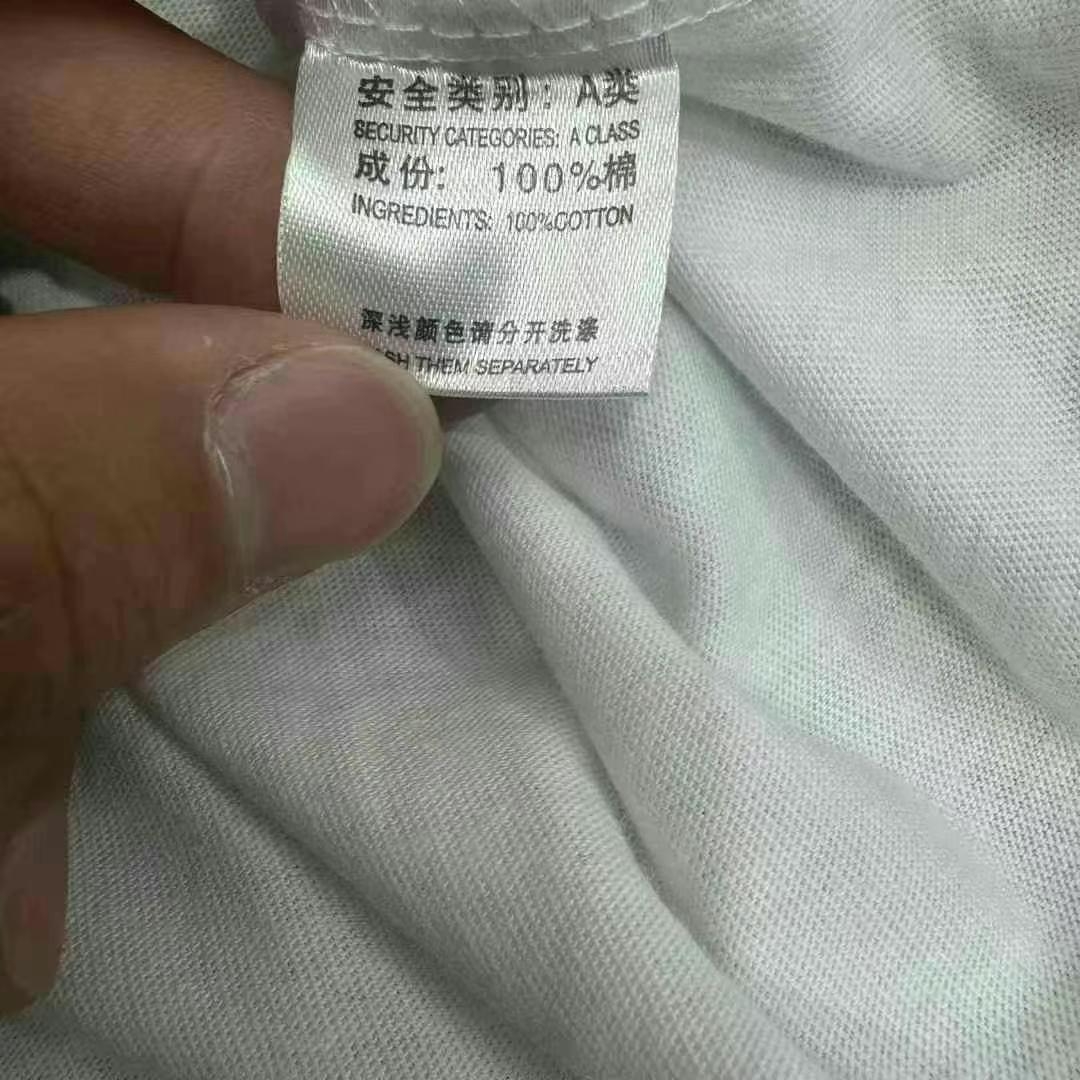 安全类别：A类
SECURITY CATEGORIES: A CLASS
成份: 100%棉
INGREDIENTS: 100%COTTON
深浅颜色请分开洗涤
THEM SEPARATELY